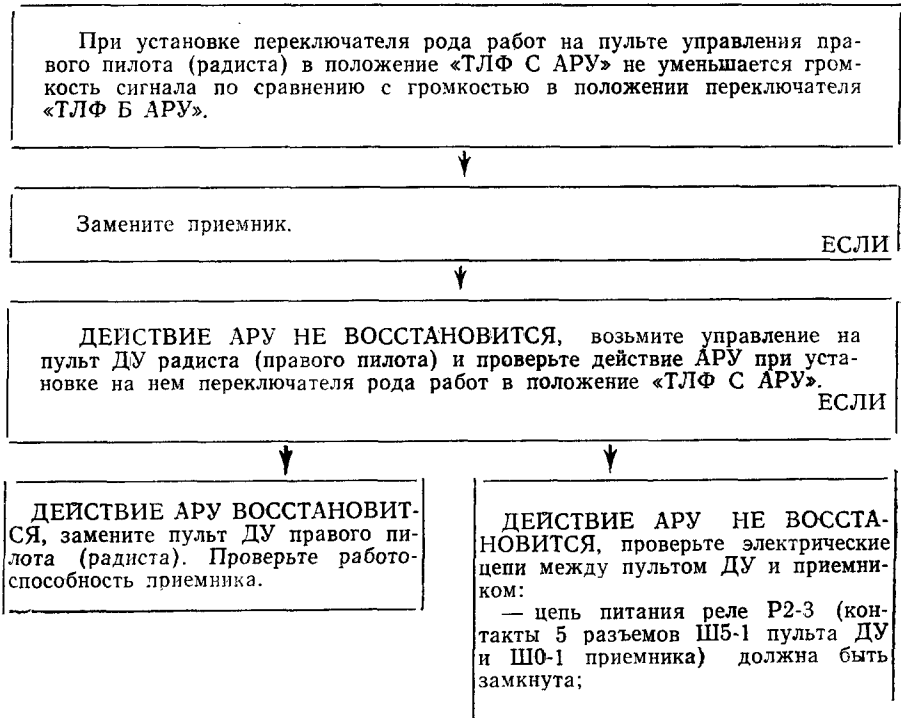 При установке переключателя рода работ на пульте управления пра-
вого пилота (радиста) в положение «ТЛФ С АРУ» не уменьшается гром-
кость сигнала по сравнению с громкостью в положении переключателя
«ТЛФ Б АРУ».
Замените приемник.
ЕСЛИ
ДЕЙСТВИЕ АРУ НЕ ВОССТАНОВИТСЯ, возьмите управление на
пульт ДУ радиста (правого пилота) и проверьте действие АРУ при уста-
новке на нем переключателя рода работ в положение «ТЛФ С АРУ».
ЕСЛИ
ДЕЙСТВИЕ АРУ ВОССТАНОВИТ-
СЯ, замените пульт ДУ правого пи-
лота (радиста). Проверьте работо-
способность приемника.
ДЕЙСТВИЕ АРУ НЕ ВОССТА-
НОВИТСЯ, проверьте электрические
цепи между пультом ДУ и приемни-
ком:
— цепь питания реле Р2-3 (кон-
такты 5 разъемов Ш5-1 пульта ДУ
и Ш0-1 приемника) должна быть
замкнута;